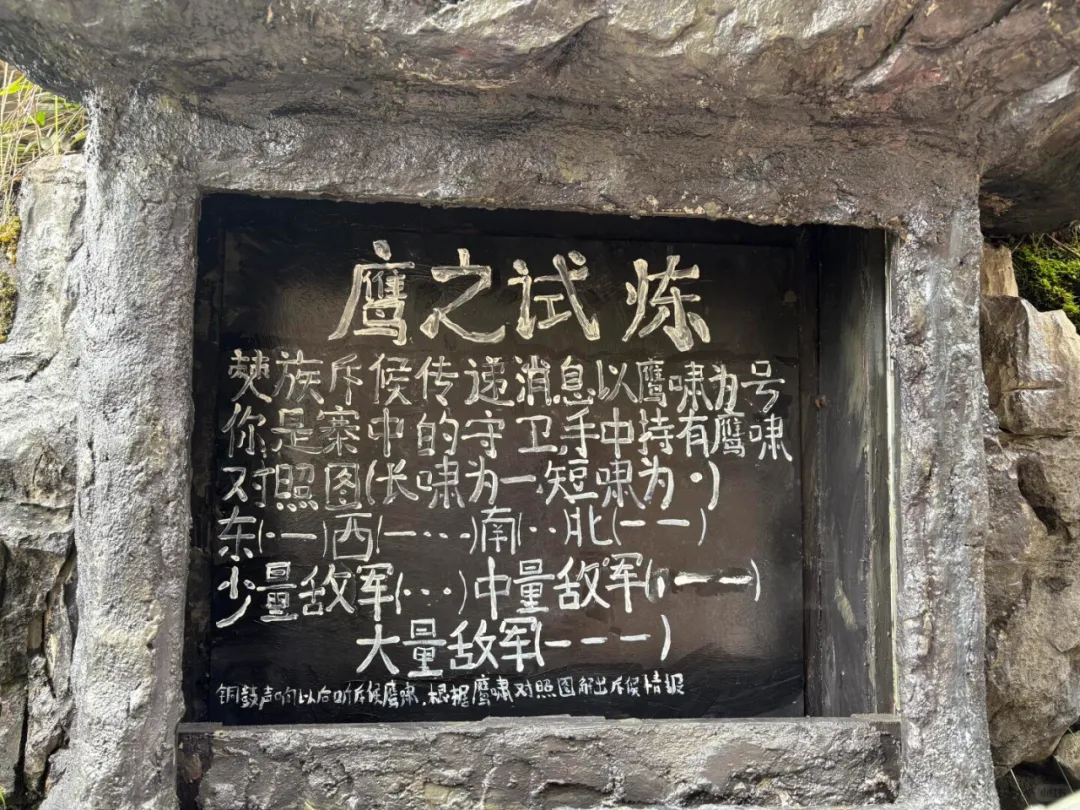 鹰之试炼
僰族斥候传递消息以鹰啸为号
你是寨中的守卫手中持有鹰啸
对照图(长啸为一短啸为·)
东(·一)西(一···)南(··北(一一)
少量敌军(···)中量敌军(·一一)
大量敌军(一一一)
铜鼓声响以后听斥候鹰啸,根据鹰啸对照图解出斥候情报